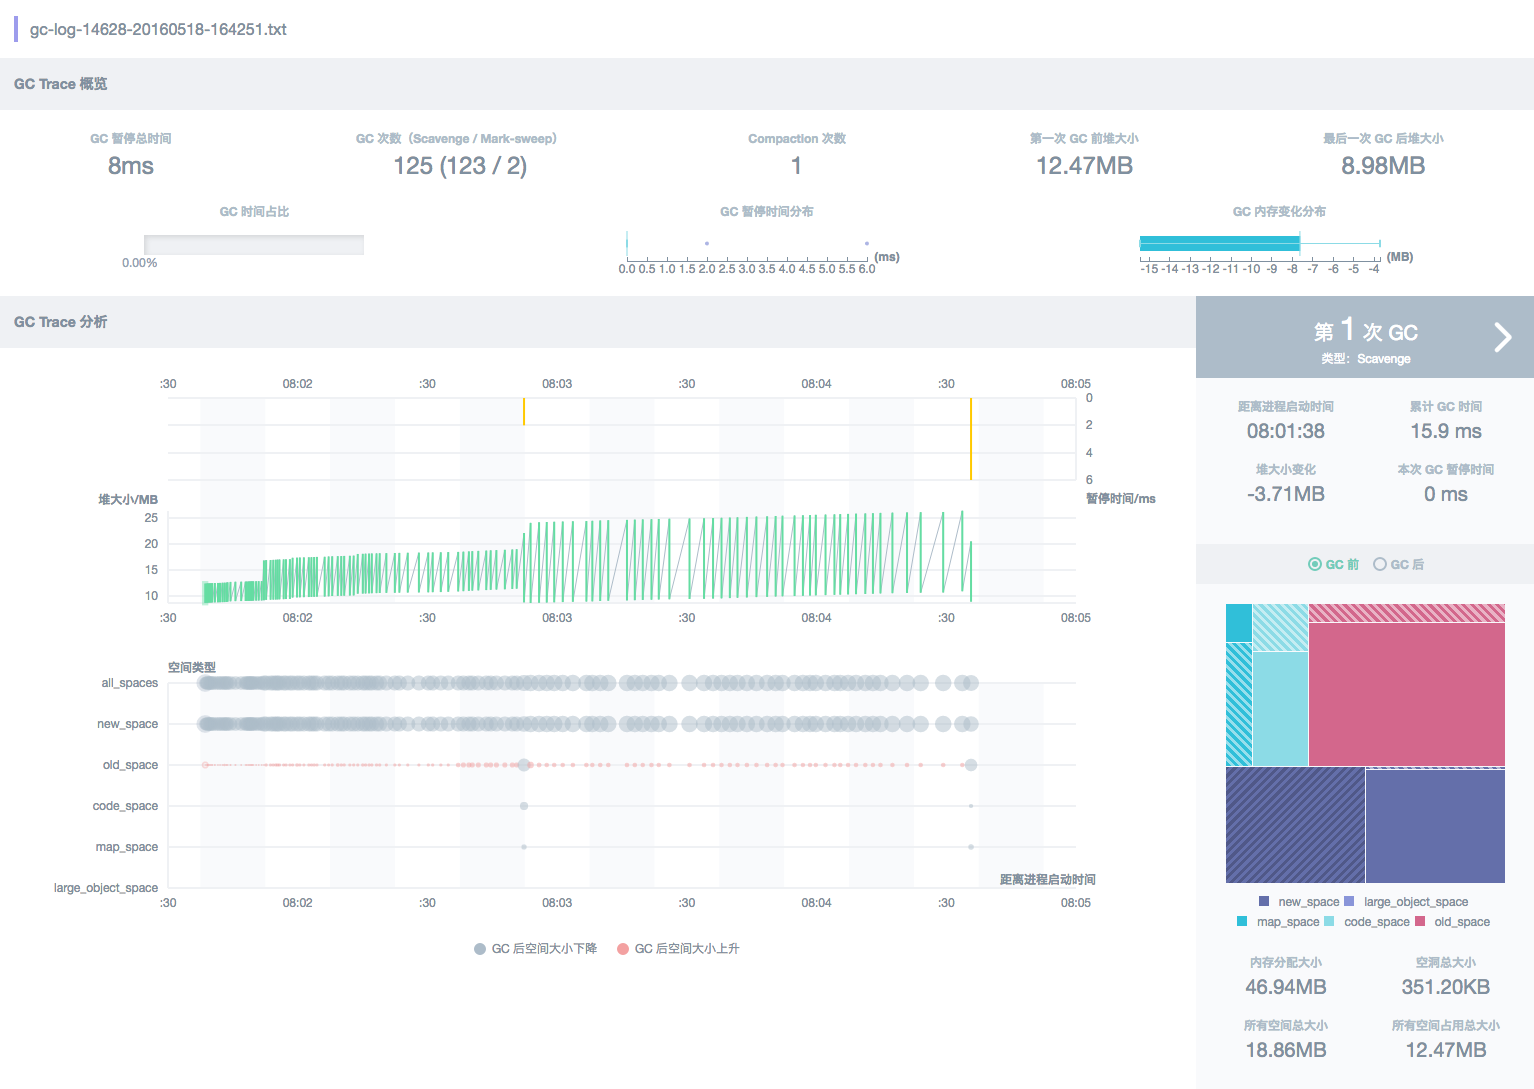 gc-log-14628-20160518-164251.txt
GC Trace 概览
GC 暂停总时间
8ms
GC 次数（Scavenge / Mark-sweep）
125 (123 / 2)
Compaction 次数
1
第一次 GC 前堆大小
12.47MB
最后一次 GC 后堆大小
8.98MB
GC 时间占比
0.00%
GC 暂停时间分布
(ms)
0.0 0.5 1.0 1.5 2.0 2.5 3.0 3.5 4.0 4.5 5.0 5.5 6.0
GC 内存变化分布
(MB)
-15 -14 -13 -12 -11 -10 -9 -8 -7 -6 -5 -4
GC Trace 分析
:30 08:02 :30 08:03 :30 08:04 :30 08:05
0
2
4
6
堆大小/MB
暂停时间/ms
25
20
15
10
:30 08:02 :30 08:03 :30 08:04 :30 08:05
空间类型
all_spaces
new_space
old_space
code_space
map_space
large_object_space
距离进程启动时间
:30 08:02 :30 08:03 :30 08:04 :30 08:05
GC 后空间大小下降 GC 后空间大小上升
第 1 次 GC
类型：Scavenge
距离进程启动时间
08:01:38
累计 GC 时间
15.9 ms
堆大小变化
-3.71MB
本次 GC 暂停时间
0 ms
GC 前 GC 后
new_space large_object_space
map_space code_space old_space
内存分配大小
46.94MB
空洞总大小
351.20KB
所有空间总大小
18.86MB
所有空间占用总大小
12.47MB